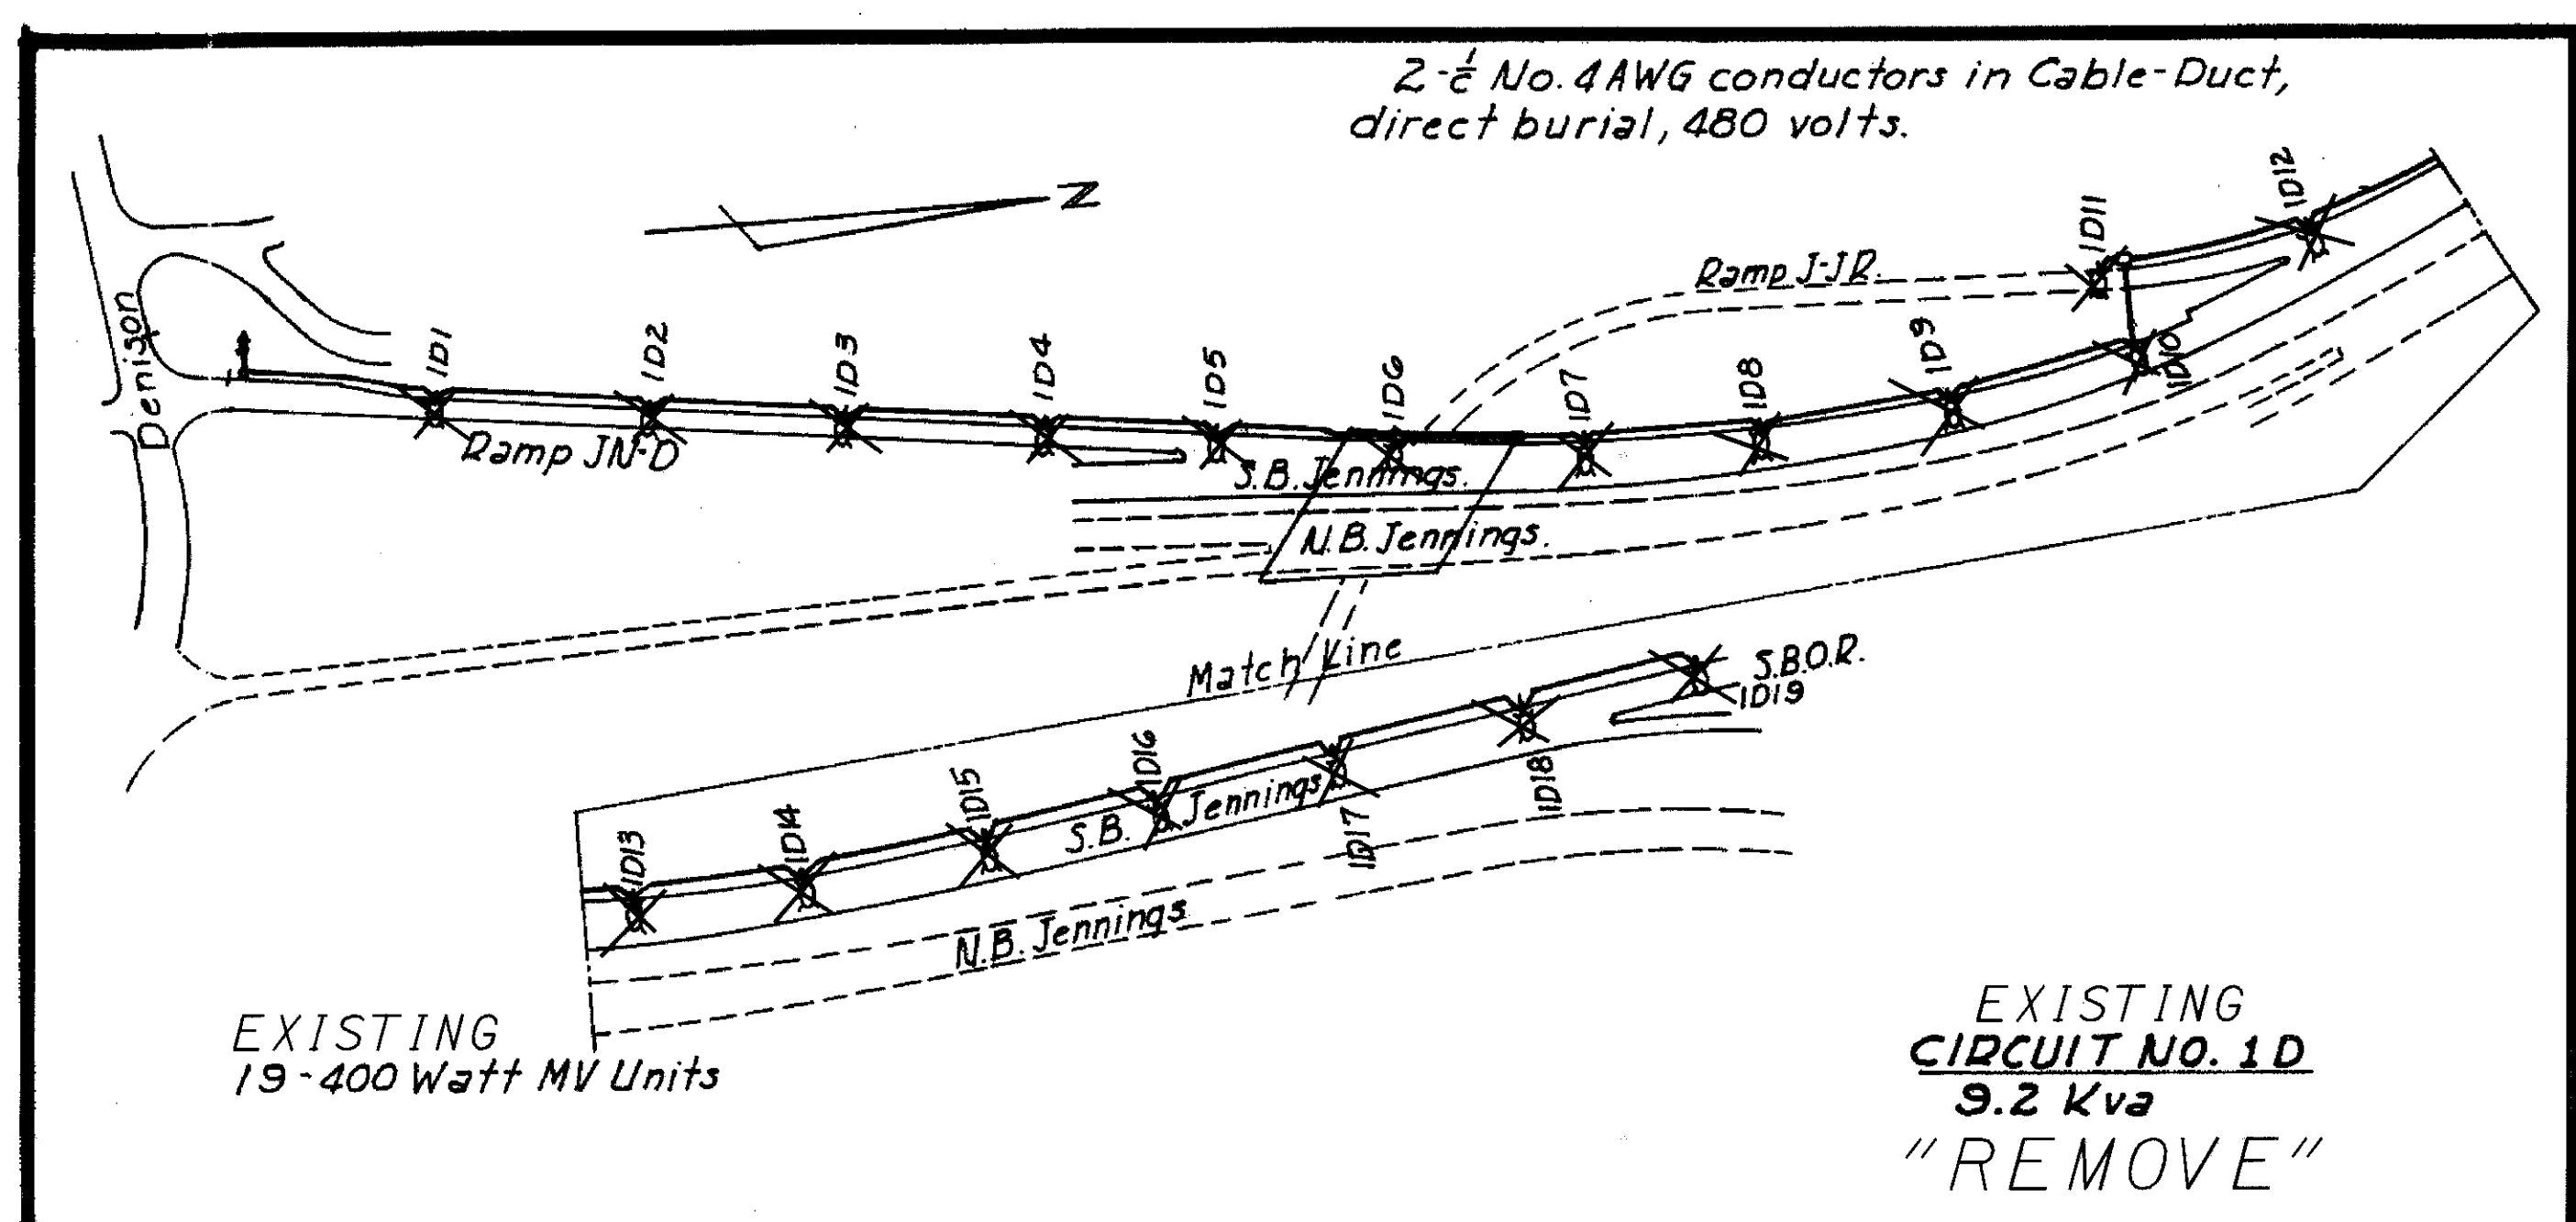 2-1/c No. 4 AWG conductors in Cable-Duct,
direct burial, 480 volts.
N
1D12
1D11
Ramp J-JR.
Denison
1D1
1D2
1D3
1D4
1D5
1D6
1D7
1D8
1D9
1D10
Ramp JN-D
S.B. Jennings.
N.B. Jennings.
Match Line
S.B.O.R.
1D19
1D13
1D14
1D15
1D16
1D17
1D18
S.B. Jennings
N.B. Jennings
EXISTING
19-400 Watt MV Units
EXISTING
CIRCUIT NO. 1D
9.2 Kva
"REMOVE"